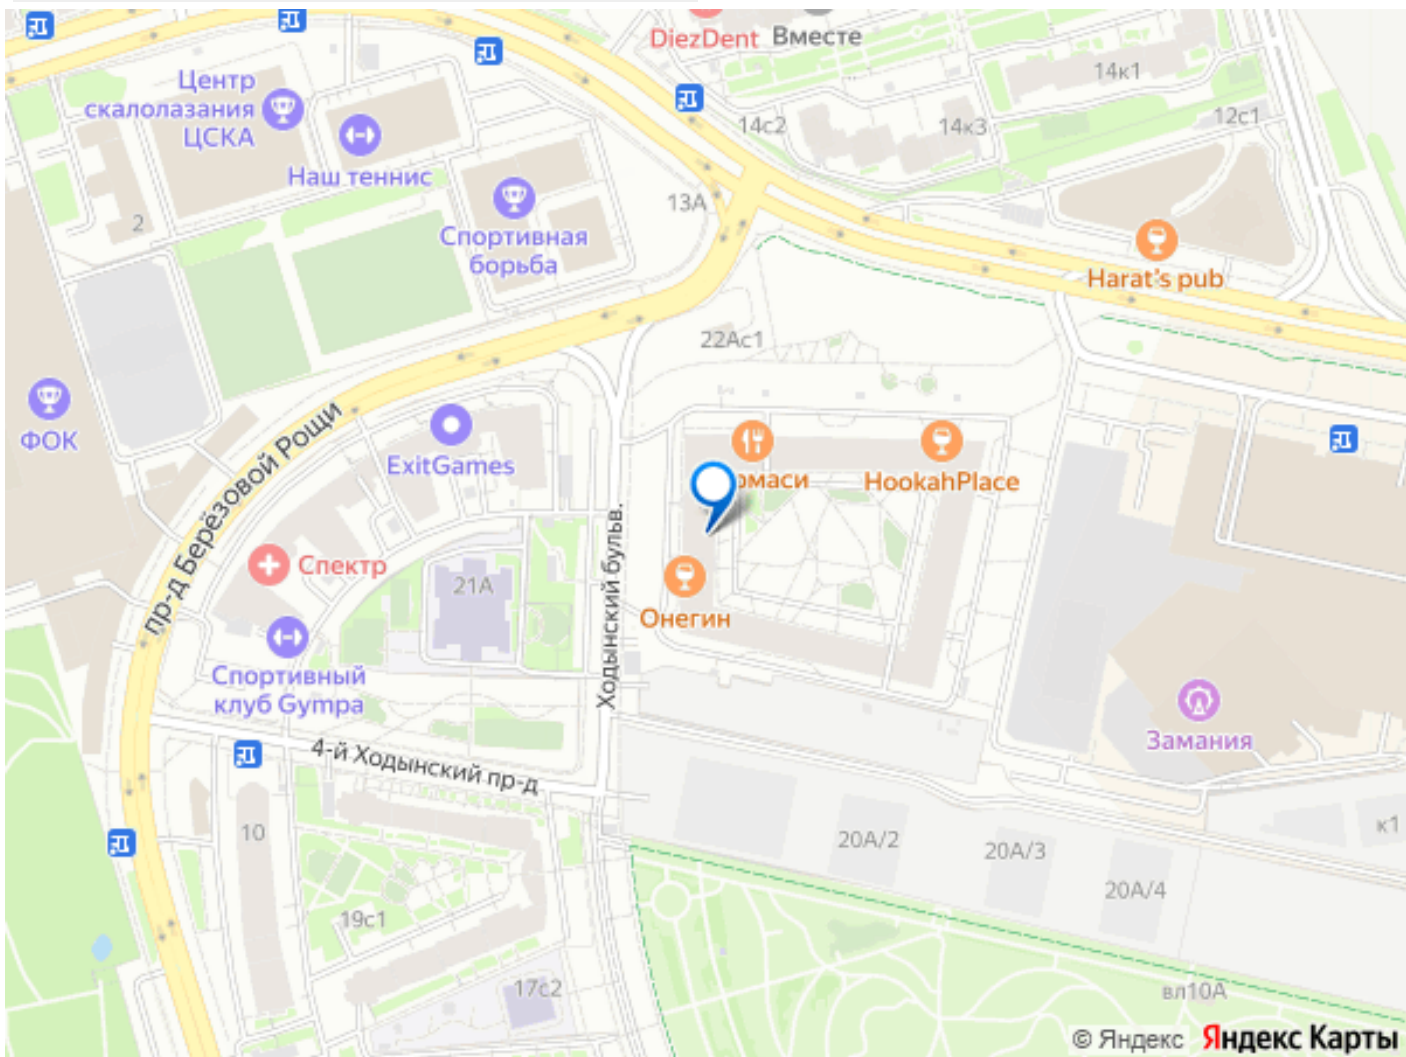 DiezDent
Вместе
14к1
Центр
скалолазания
ЦСКА
Наш теннис
14с2
14к3
12с1
2
13А
Спортивная
борьба
Harat's pub
22Ас1
ФОК
ExitGames
рмаси
HookahPlace
пр-д Берёзовой Рощи
Ходынский бульв.
Спектр
21А
Онегин
Спортивный
клуб Gympa
Замания
4-й Ходынский пр-д
10
20А/2
20А/3
к1
20А/4
19с1
17с2
вл10А
© Яндекс Яндекс Карты